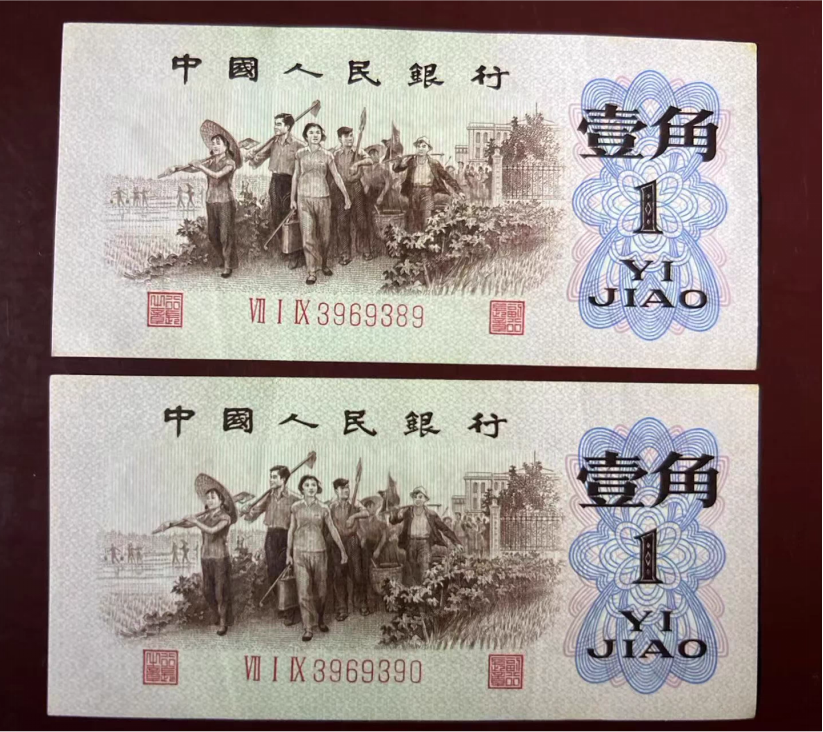 中國人民銀行
壹角
1
YI
JIAO
Ⅶ Ⅰ Ⅸ 3969389
中國人民銀行
壹角
1
YI
JIAO
Ⅶ Ⅰ Ⅸ 3969390